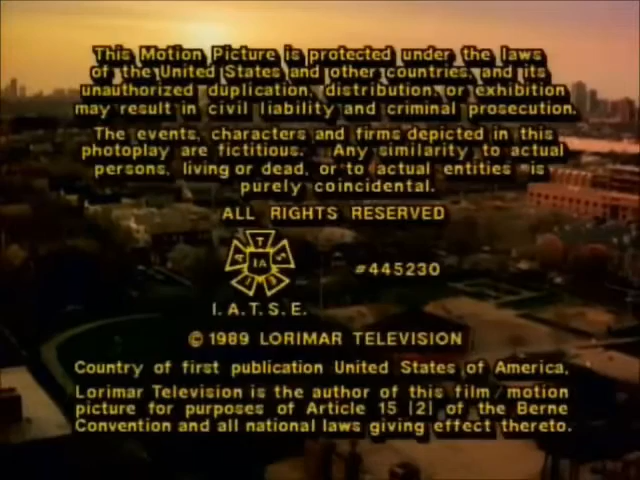 This Motion Picture is protected under the laws
of the United States and other countries, and its
unauthorized duplication, distribution, or exhibition
may result in civil liability and criminal prosecution.
The events, characters and firms depicted in this
photoplay are fictitious. Any similarity to actual
persons, living or dead, or to actual entities is
purely coincidental.
ALL RIGHTS RESERVED
IA
#445230
I.A.T.S.E.
© 1989 LORIMAR TELEVISION
Country of first publication United States of America.
Lorimar Television is the author of this film/motion
picture for purposes of Article 15 [2] of the Berne
Convention and all national laws giving effect thereto.